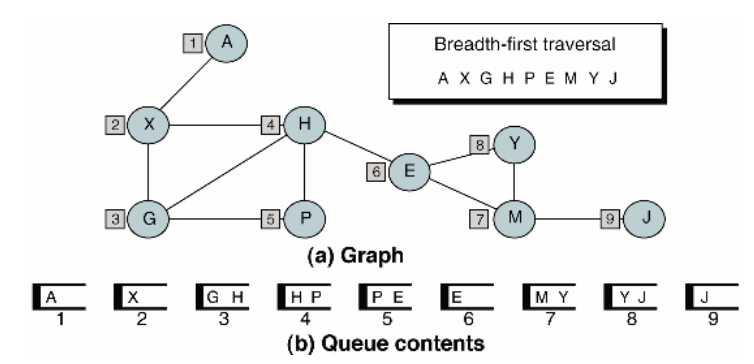 1 A
Breadth-first traversal
A X G H P E M Y J
2 X 4 H
8 Y
6 E
3 G 5 P 7 M 9 J
(a) Graph
A X G H H P P E E M Y Y J J
1 2 3 4 5 6 7 8 9
(b) Queue contents